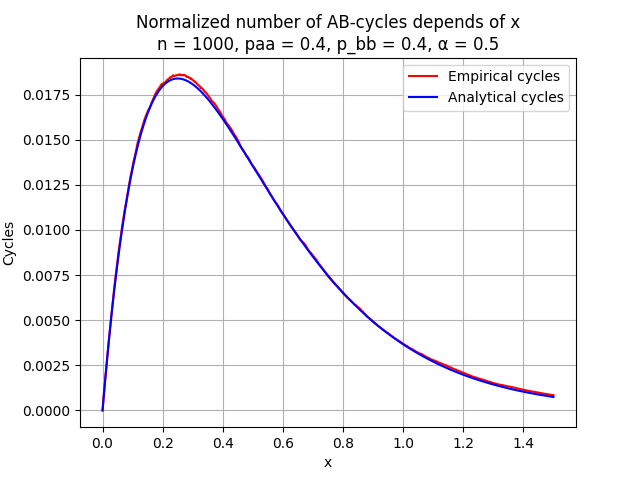 Normalized number of AB-cycles depends of x
n = 1000, paa = 0.4, p_bb = 0.4, α = 0.5
Empirical cycles
Analytical cycles
Cycles
0.0175
0.0150
0.0125
0.0100
0.0075
0.0050
0.0025
0.0000
0.0 0.2 0.4 0.6 0.8 1.0 1.2 1.4
x